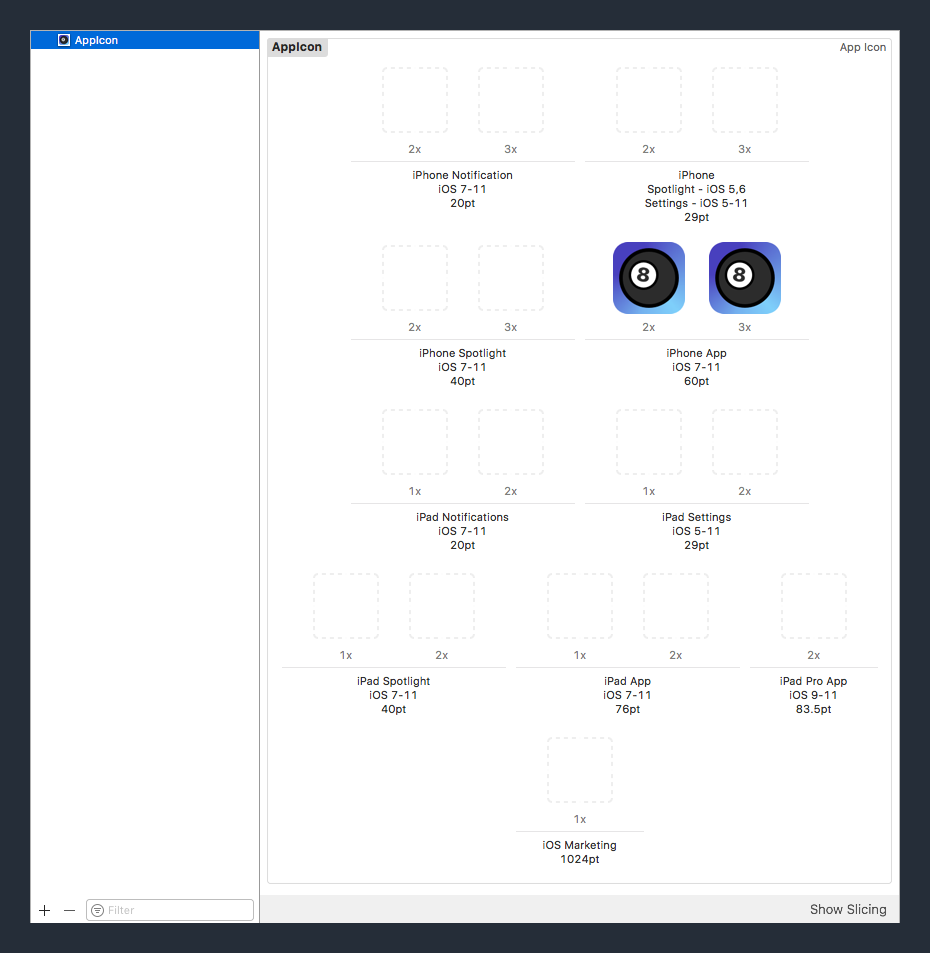 AppIcon
AppIcon
App Icon
2x 3x 2x 3x
iPhone Notification
iOS 7-11
20pt
iPhone
Spotlight - iOS 5,6
Settings - iOS 5-11
29pt
8 8
2x 3x 2x 3x
iPhone Spotlight
iOS 7-11
40pt
iPhone App
iOS 7-11
60pt
1x 2x 1x 2x
iPad Notifications
iOS 7-11
20pt
iPad Settings
iOS 5-11
29pt
1x 2x 1x 2x 2x
iPad Spotlight
iOS 7-11
40pt
iPad App
iOS 7-11
76pt
iPad Pro App
iOS 9-11
83.5pt
1x
iOS Marketing
1024pt
Filter
Show Slicing